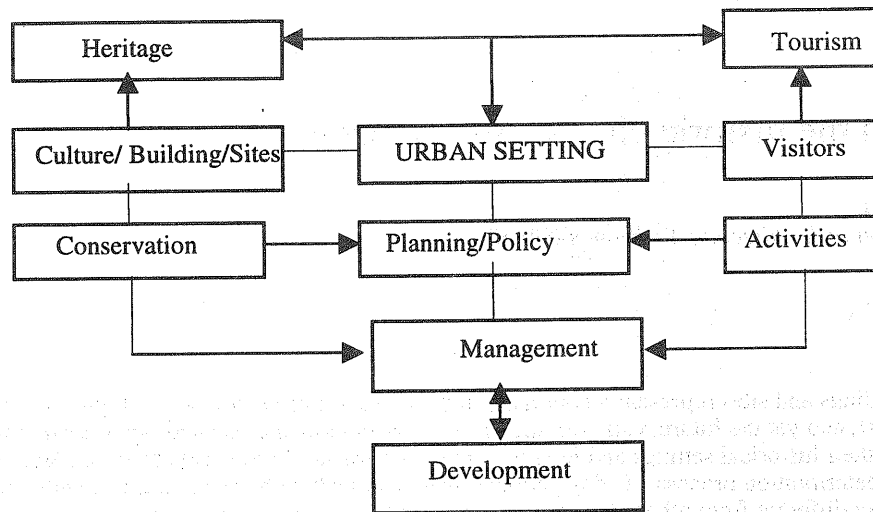 Heritage
Tourism
Culture/ Building/Sites
URBAN SETTING
Visitors
Conservation
Planning/Policy
Activities
Management
Development